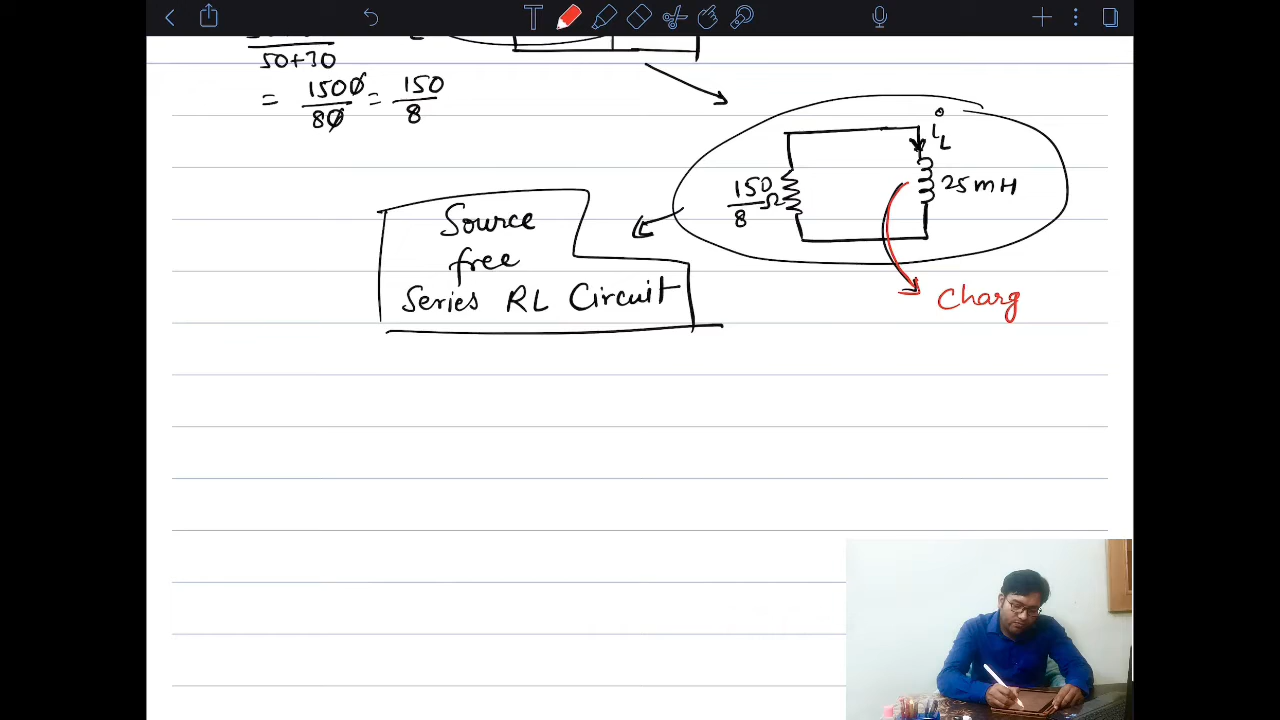 50+30
= 1500/80 = 150/8
i_L
150/8 Ω
25mH
Source
free
Series RL Circuit
Charg